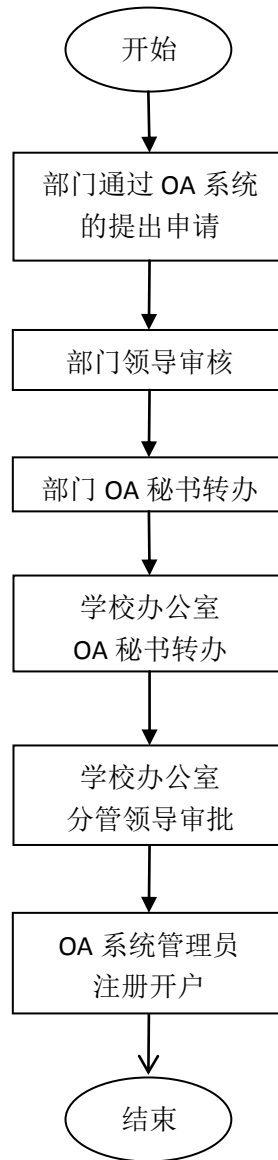 开始
部门通过 OA 系统
的提出申请
部门领导审核
部门 OA 秘书转办
学校办公室
OA 秘书转办
学校办公室
分管领导审批
OA 系统管理员
注册开户
结束